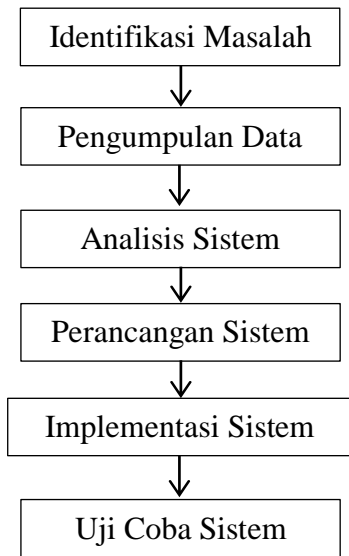 Identifikasi Masalah
Pengumpulan Data
Analisis Sistem
Perancangan Sistem
Implementasi Sistem
Uji Coba Sistem